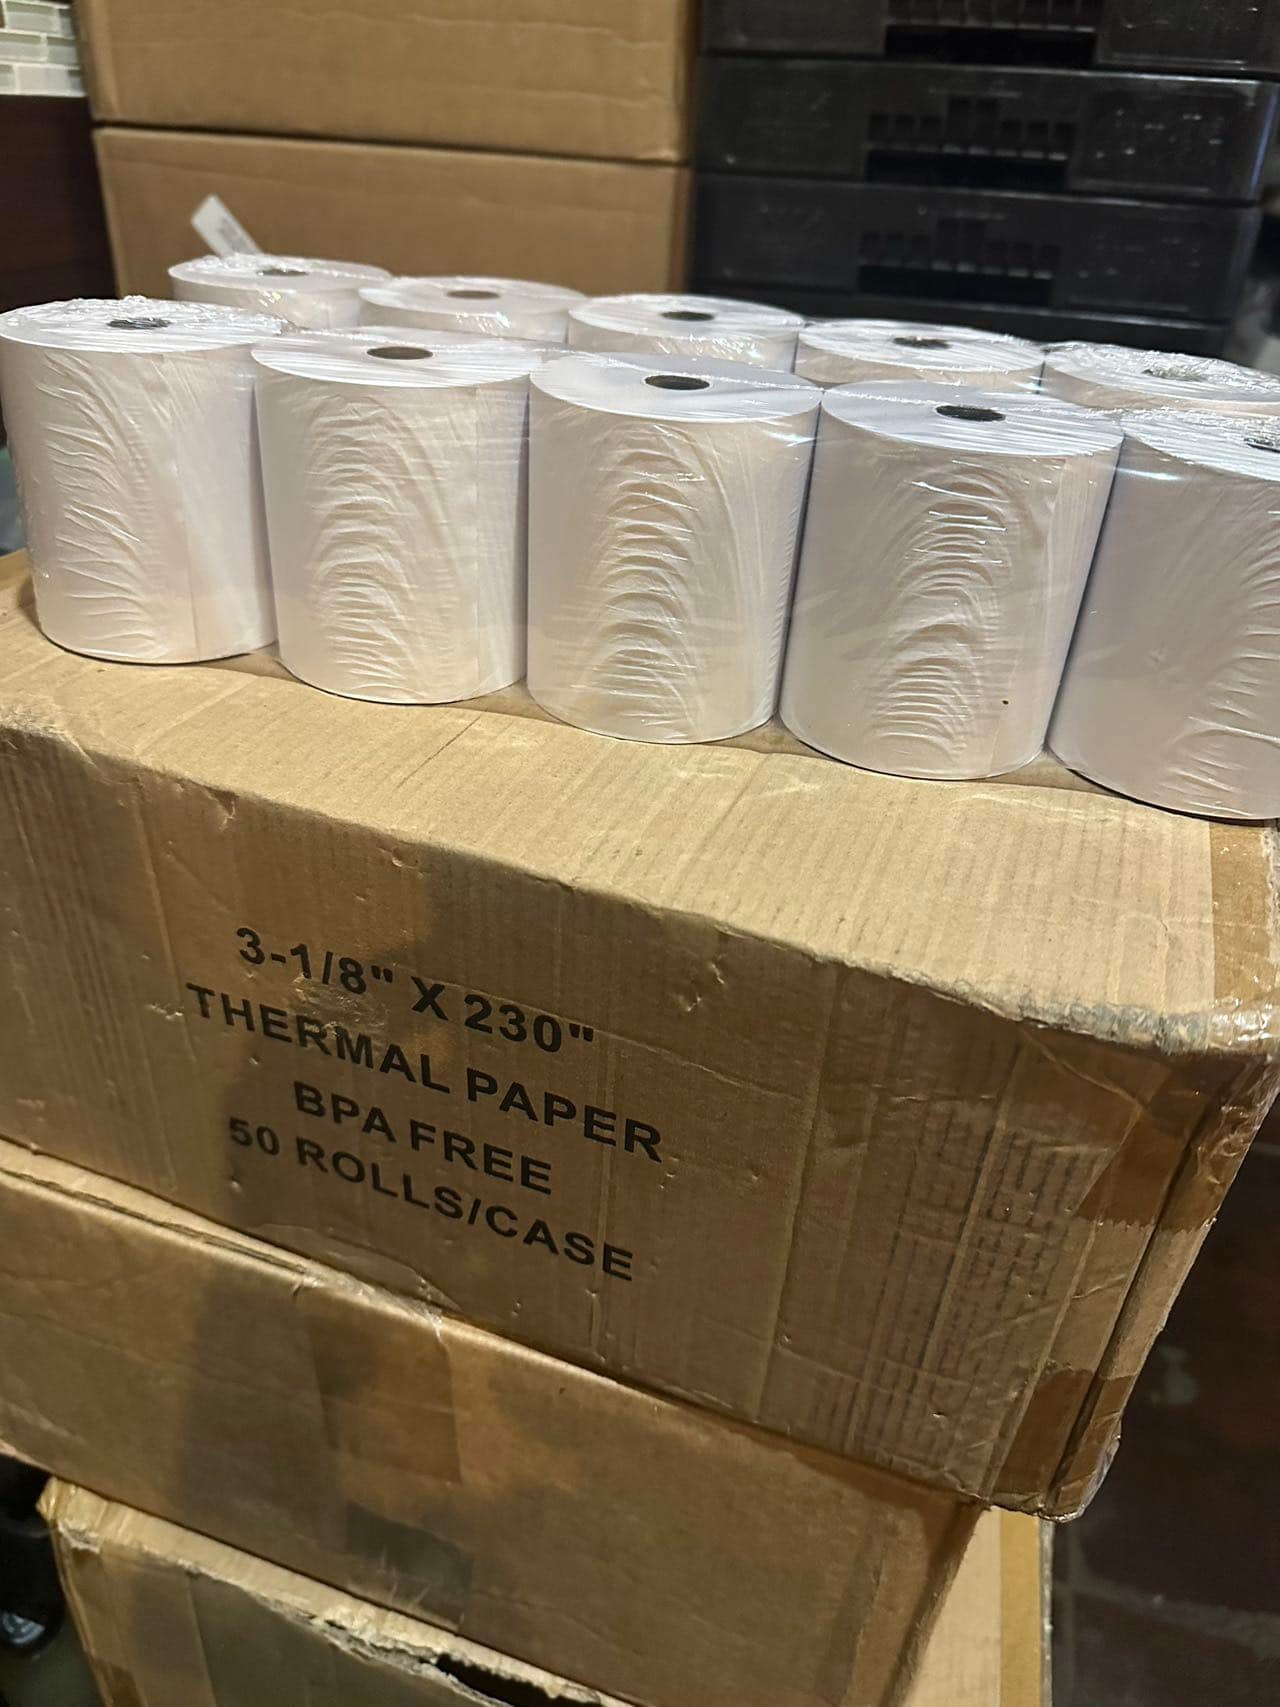 3-1/8" X 230"
THERMAL PAPER
BPA FREE
50 ROLLS/CASE